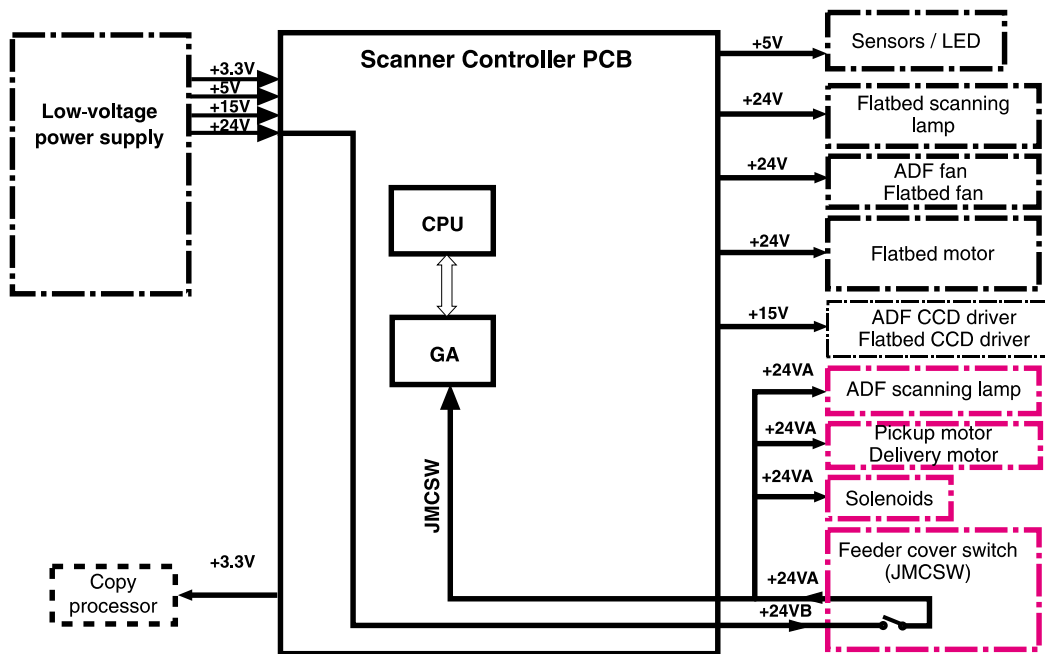 Low-voltage
power supply
+3.3V
+5V
+15V
+24V
Scanner Controller PCB
CPU
GA
JMCSW
+5V
Sensors / LED
+24V
Flatbed scanning
lamp
+24V
ADF fan
Flatbed fan
+24V
Flatbed motor
+15V
ADF CCD driver
Flatbed CCD driver
+24VA
ADF scanning lamp
+24VA
Pickup motor
Delivery motor
+24VA
Solenoids
Feeder cover switch
(JMCSW)
+24VA
+24VB
+3.3V
Copy
processor